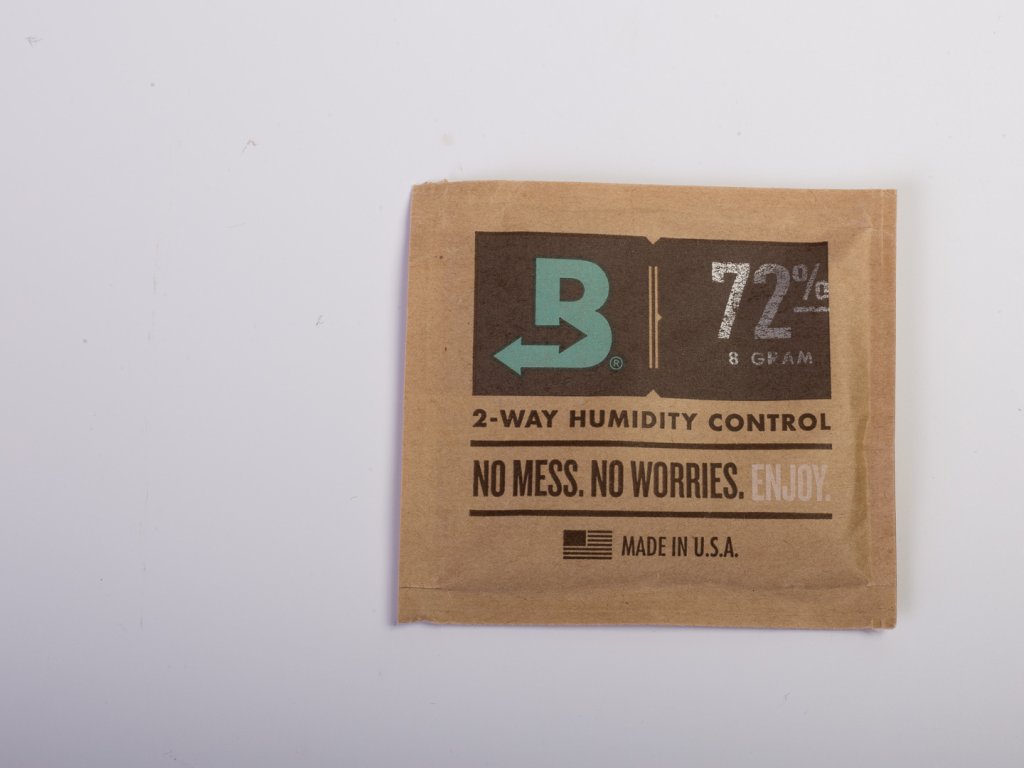 B®
72%
8 GRAM
2-WAY HUMIDITY CONTROL
NO MESS. NO WORRIES. ENJOY.
MADE IN U.S.A.